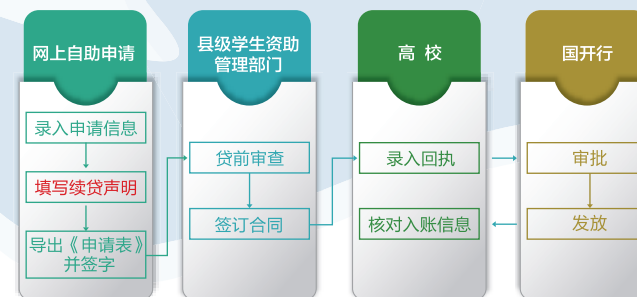 网上自助申请
录入申请信息
填写续贷声明
导出《申请表》
并签字
县级学生资助
管理部门
贷前审查
签订合同
高 校
录入回执
核对入账信息
国开行
审批
发放